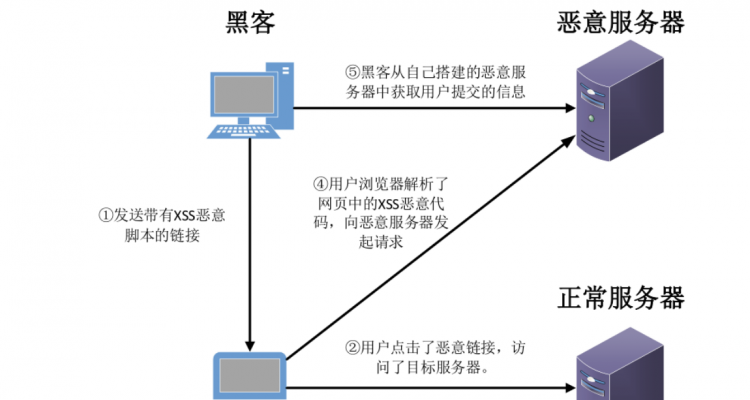 黑客
恶意服务器
⑤黑客从自己搭建的恶意服
务器中获取用户提交的信息
④用户浏览器解析了
网页中的XSS恶意代
码，向恶意服务器发
起请求
①发送带有XSS恶意
脚本的链接
正常服务器
②用户点击了恶意链接，访
问了目标服务器。